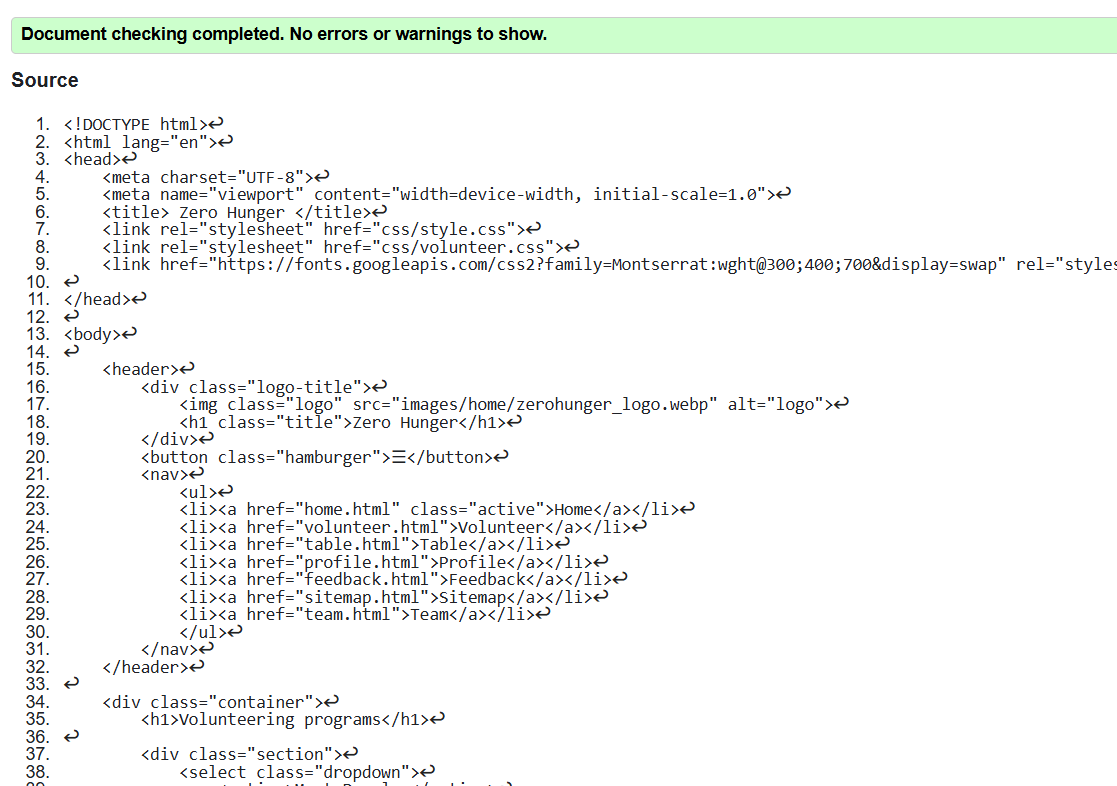 Document checking completed. No errors or warnings to show.
Source
1. <!DOCTYPE html>↩
2. <html lang="en">↩
3. <head>↩
4. <meta charset="UTF-8">↩
5. <meta name="viewport" content="width=device-width, initial-scale=1.0">↩
6. <title> Zero Hunger </title>↩
7. <link rel="stylesheet" href="css/style.css">↩
8. <link rel="stylesheet" href="css/volunteer.css">↩
9. <link href="https://fonts.googleapis.com/css2?family=Montserrat:wght@300;400;700&display=swap" rel="styles
10. ↩
11. </head>↩
12. ↩
13. <body>↩
14. ↩
15. <header>↩
16. <div class="logo-title">↩
17. <img class="logo" src="images/home/zerohunger_logo.webp" alt="logo">↩
18. <h1 class="title">Zero Hunger</h1>↩
19. </div>↩
20. <button class="hamburger">☰</button>↩
21. <nav>↩
22. <ul>↩
23. <li><a href="home.html" class="active">Home</a></li>↩
24. <li><a href="volunteer.html">Volunteer</a></li>↩
25. <li><a href="table.html">Table</a></li>↩
26. <li><a href="profile.html">Profile</a></li>↩
27. <li><a href="feedback.html">Feedback</a></li>↩
28. <li><a href="sitemap.html">Sitemap</a></li>↩
29. <li><a href="team.html">Team</a></li>↩
30. </ul>↩
31. </nav>↩
32. </header>↩
33. ↩
34. <div class="container">↩
35. <h1>Volunteering programs</h1>↩
36. ↩
37. <div class="section">↩
38. <select class="dropdown">↩